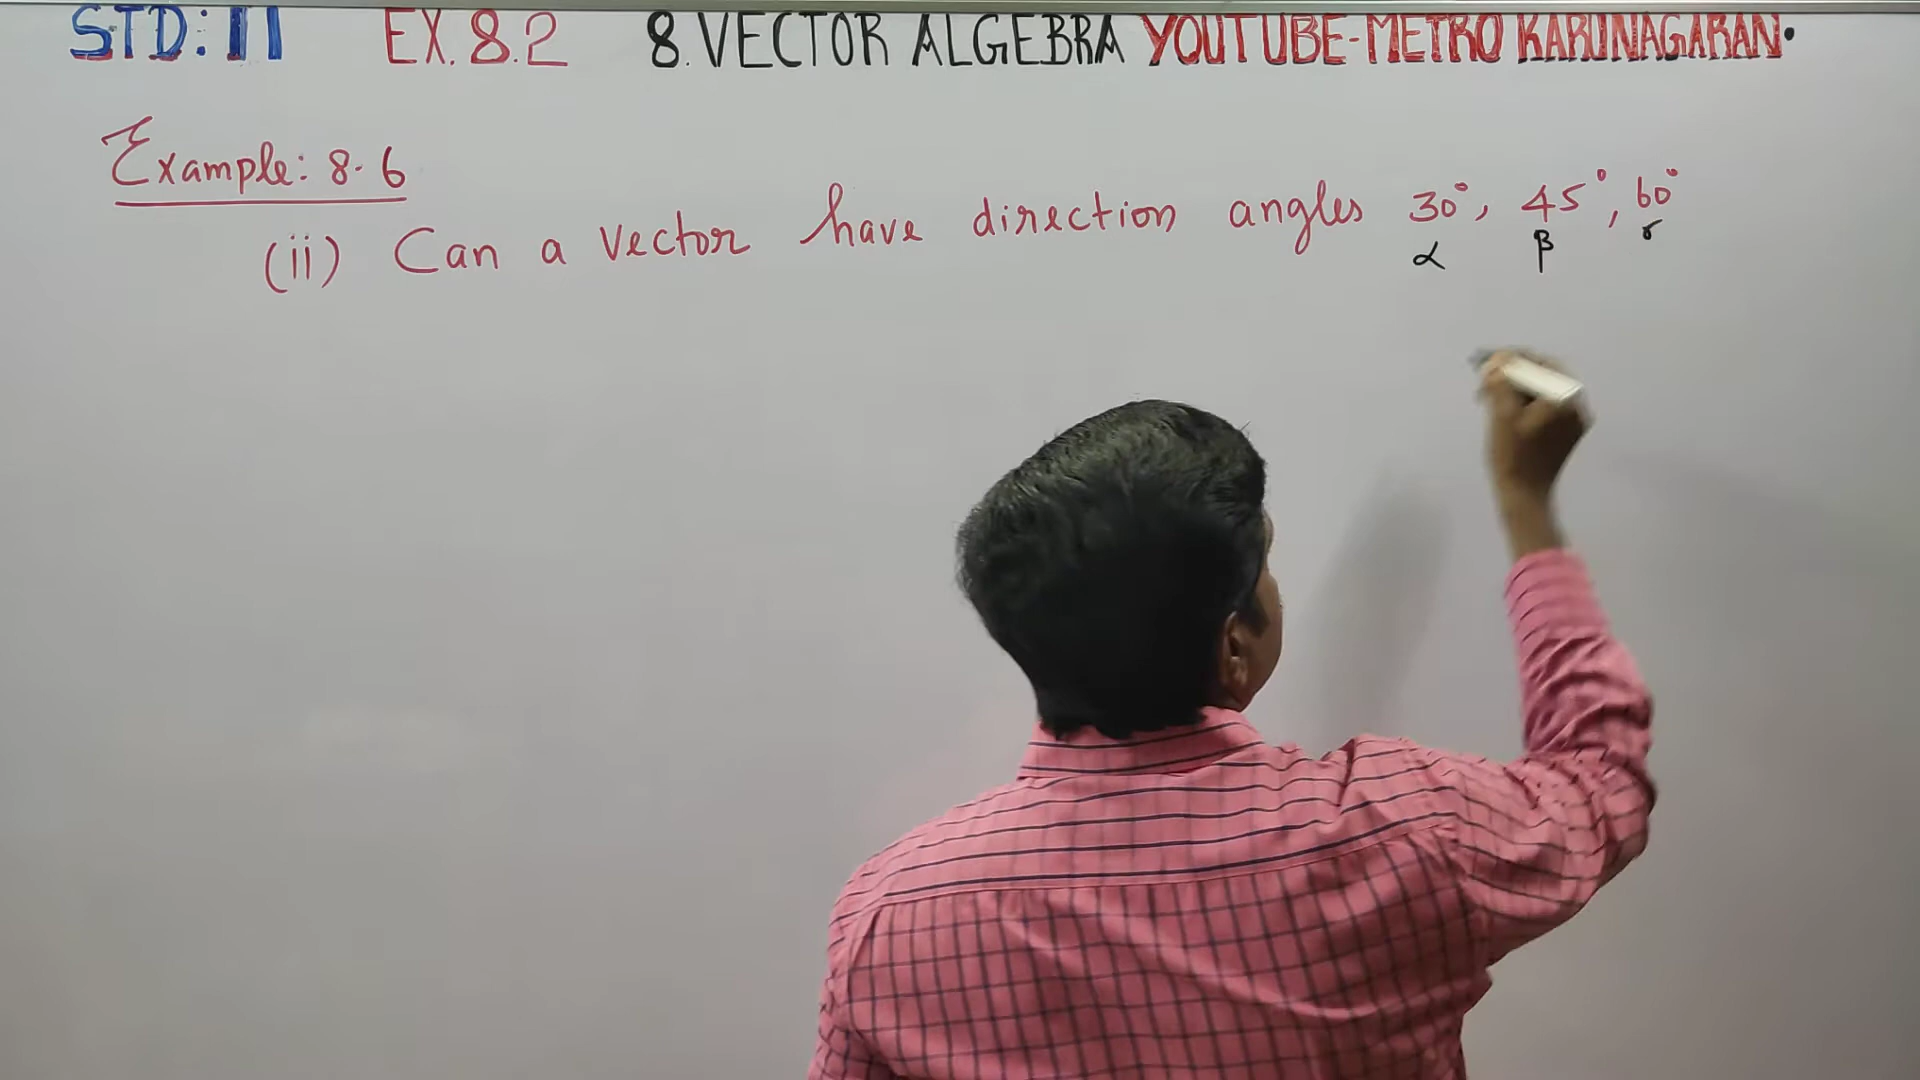 STD: 11 EX. 8.2 8. VECTOR ALGEBRA YOUTUBE-METRO KARUNAGARAN.
Example: 8.6
(ii) Can a vector have direction angles 30°, 45°, 60°
α β γ